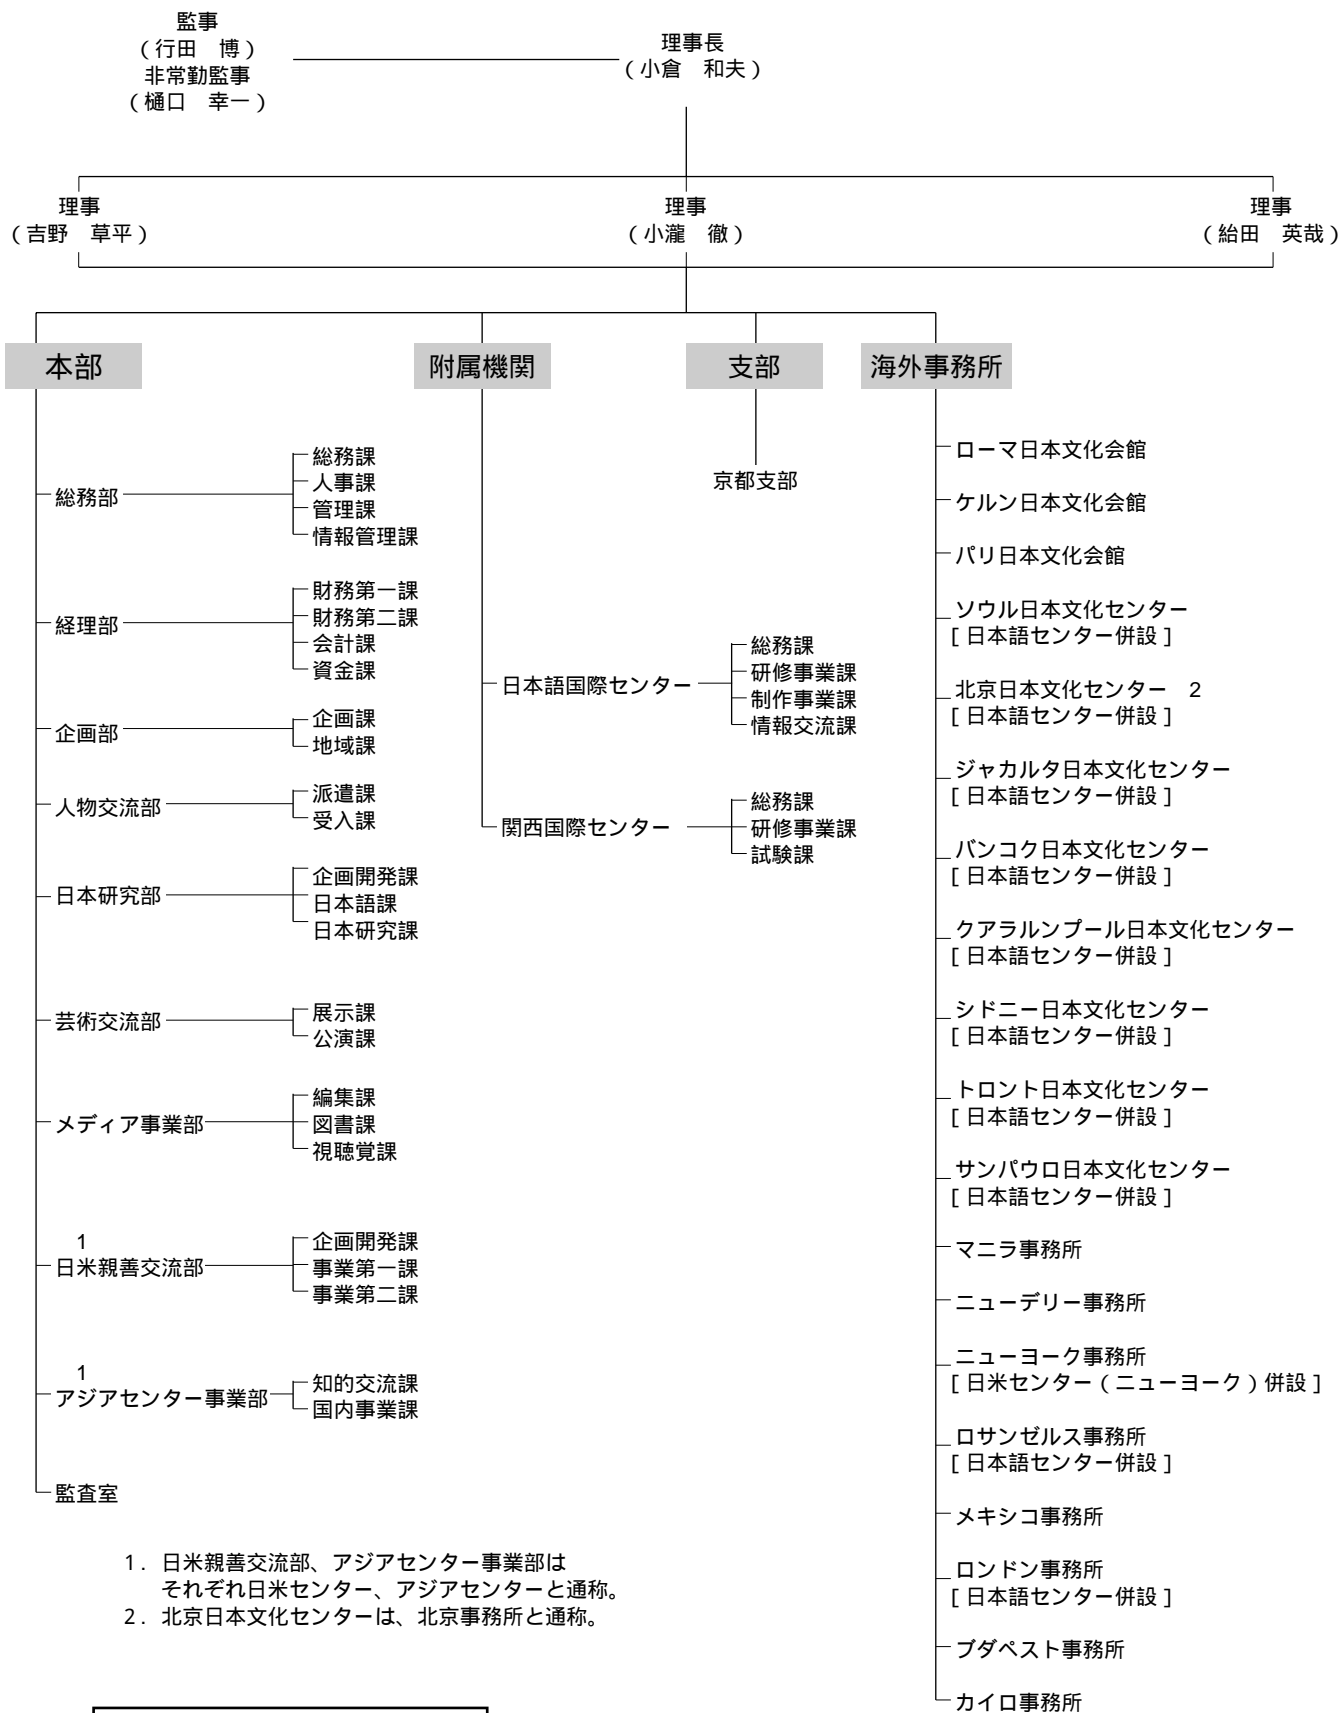 監事
(行田 博)
非常勤監事
(樋口 幸一)
理事長
(小倉 和夫)
理事
(吉野 草平)
理事
(小瀧 徹)
理事
(給田 英哉)
本部
総務部
総務課
人事課
管理課
情報管理課
経理部
財務第一課
財務第二課
会計課
資金課
企画部
企画課
地域課
人物交流部
派遣課
受入課
日本研究部
企画開発課
日本語課
日本研究課
芸術交流部
展示課
公演課
メディア事業部
編集課
図書課
視聴覚課
1
日米親善交流部
企画開発課
事業第一課
事業第二課
1
アジアセンター事業部
知的交流課
国内事業課
監査室
附属機関
日本語国際センター
総務課
研修事業課
制作事業課
情報交流課
関西国際センター
総務課
研修事業課
試験課
支部
京都支部
海外事務所
ローマ日本文化会館
ケルン日本文化会館
パリ日本文化会館
ソウル日本文化センター
[日本語センター併設]
北京日本文化センター 2
[日本語センター併設]
ジャカルタ日本文化センター
[日本語センター併設]
バンコク日本文化センター
[日本語センター併設]
クアラルンプール日本文化センター
[日本語センター併設]
シドニー日本文化センター
[日本語センター併設]
トロント日本文化センター
[日本語センター併設]
サンパウロ日本文化センター
[日本語センター併設]
マニラ事務所
ニューデリー事務所
ニューヨーク事務所
[日米センター(ニューヨーク)併設]
ロサンゼルス事務所
[日本語センター併設]
メキシコ事務所
ロンドン事務所
[日本語センター併設]
ブダペスト事務所
カイロ事務所
1. 日米親善交流部、アジアセンター事業部は
それぞれ日米センター、アジアセンターと通称。
2. 北京日本文化センターは、北京事務所と通称。